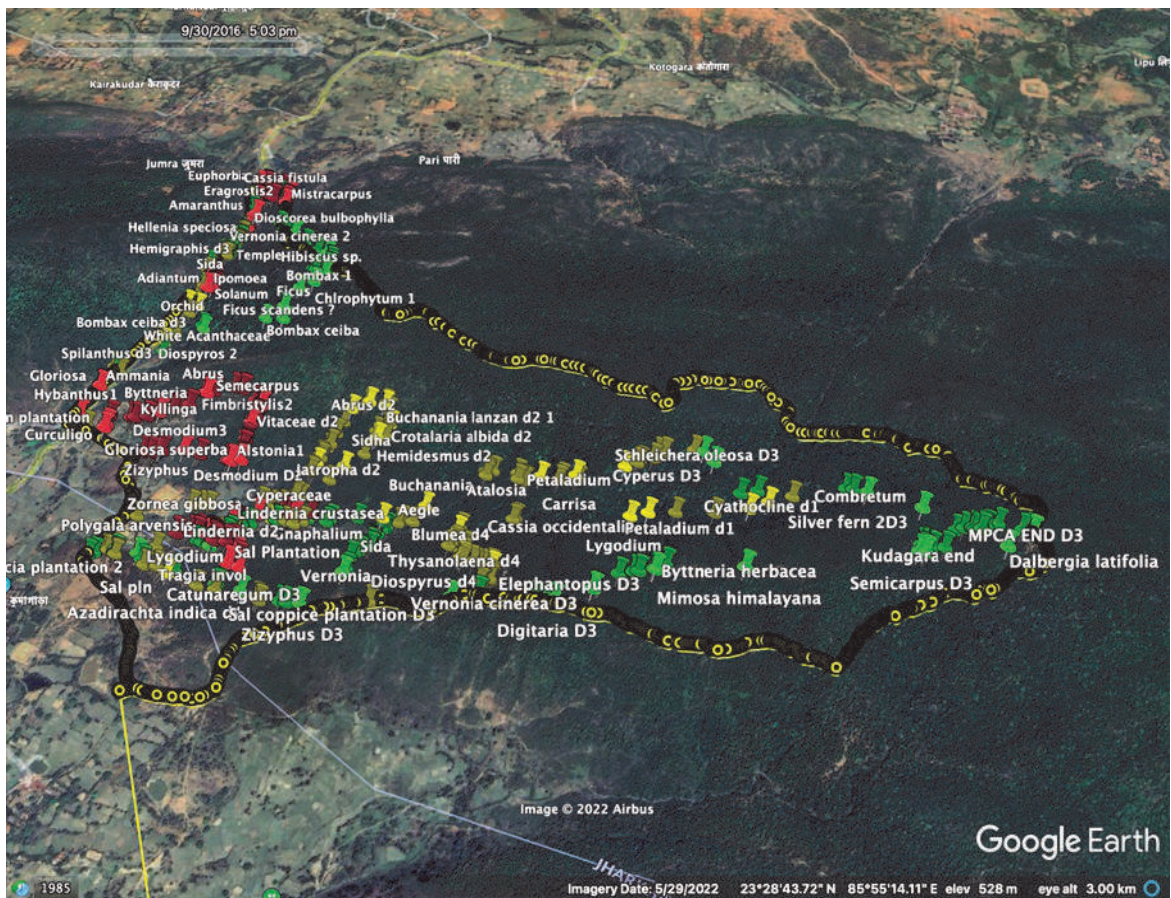 9/30/2016 5:03 pm
Kotogara कोतोगारा
Kairakudar कैराकुदर
Jumra जुमरा
Pari पारी
Euphorbia
Cassia fistula
Eragrostis2
Mistracarpus
Amaranthus
Dioscorea bulbophylla
Hellenia speciosa
Vernonia cinerea 2
Hemigraphis d3
Temple
Hibiscus sp.
Sida
Adiantum
Ipomoea
Bombax 1
Solanum
Ficus
Chlrophytum 1
Orchid
Ficus scandens ?
Bombax ceiba d3
White Acanthaceae
Bombax ceiba
Spilanthus d3
Diospyros 2
Gloriosa
Ammania
Abrus
Hybanthus1
Byttneria
Semecarpus
plantation
Kyllinga
Fimbristylis2
Abrus d2
Buchanania lanzan d2 1
Curculigo
Desmodium3
Vitaceae d2
Sidha
Crotalaria albida d2
Gloriosa superba
Alstonia1
Hemidesmus d2
Schleichera oleosa D3
Zizyphus
Desmodium D2
Jatropha d2
Buchanania
Atalosia
Petaladium
Cyperus D3
Zornea gibbosa
Cyperaceae
Aegle
Carrisa
Cyathocline d1
Combretum
Polygala arvensis
Lindernia crustasea
Lindernia d2
Gnaphalium
Blumea d4
Cassia occidentalis
Petaladium d1
Silver fern 2D3
MPCA END D3
Lygodium
Sal Plantation
Sida
Thysanolaena d4
Lygodium
Kudagara end
Dalbergia latifolia
cia plantation 2
Sal pln
Tragia invol
Vernonia
Diospyrus d4
Elephantopus D3
Byttneria herbacea
Semicarpus D3
Azadirachta indica
Catunaregum D3
Sal coppice plantation D3
Vernonia cinerea D3
Mimosa himalayana
Zizyphus D3
Digitaria D3
Image © 2022 Airbus
Google Earth
1985
Imagery Date: 5/29/2022 23°28'43.72" N 85°55'14.11" E elev 528 m eye alt 3.00 km